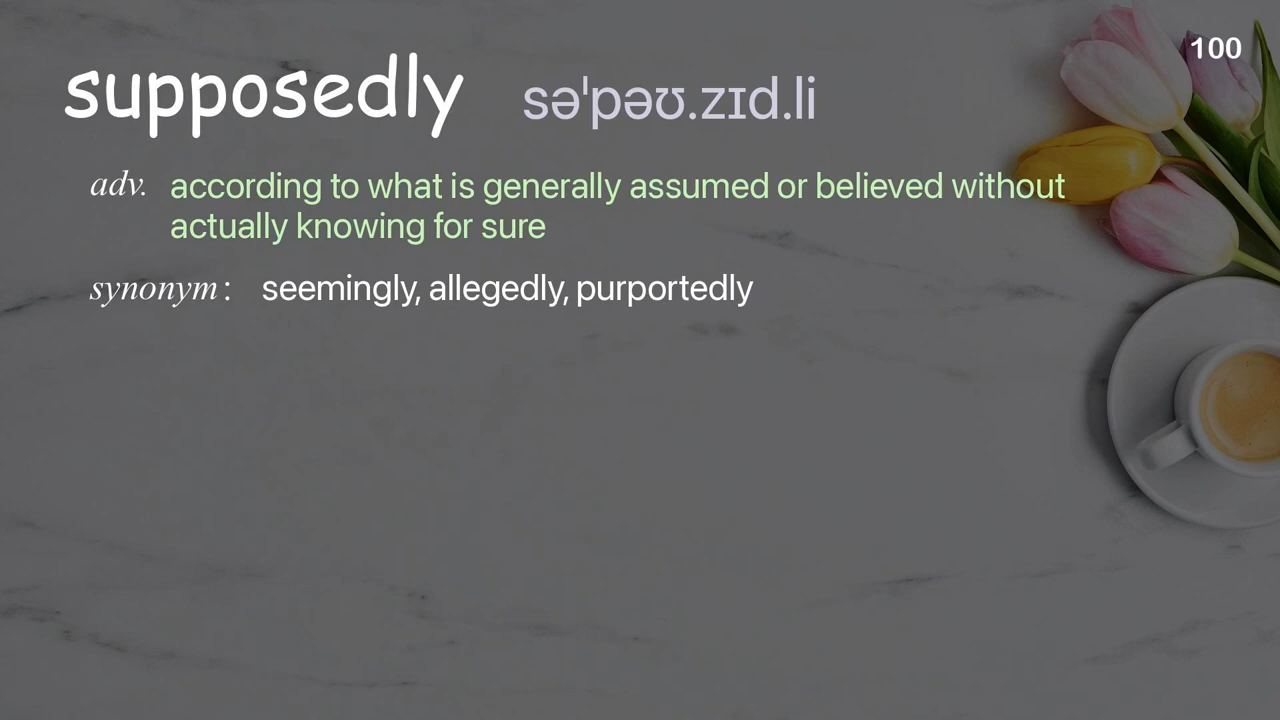 100
supposedly səˈpəʊ.zɪd.li
adv. according to what is generally assumed or believed without
actually knowing for sure
synonym : seemingly, allegedly, purportedly